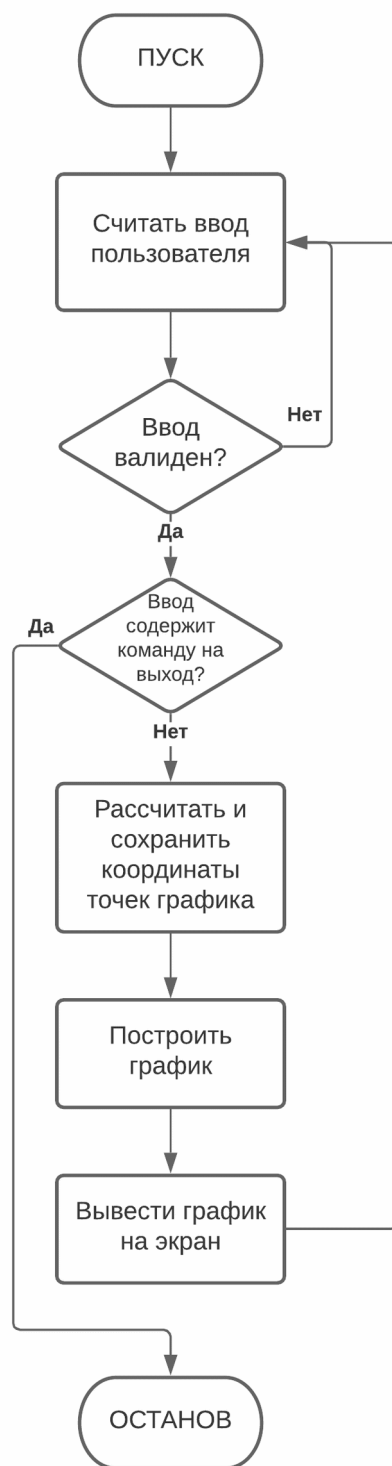 ПУСК
Считать ввод
пользователя
Ввод
валиден?
Нет
Да
Ввод
содержит
команду на
выход?
Да
Нет
Рассчитать и
сохранить
координаты
точек графика
Построить
график
Вывести график
на экран
ОСТАНОВ